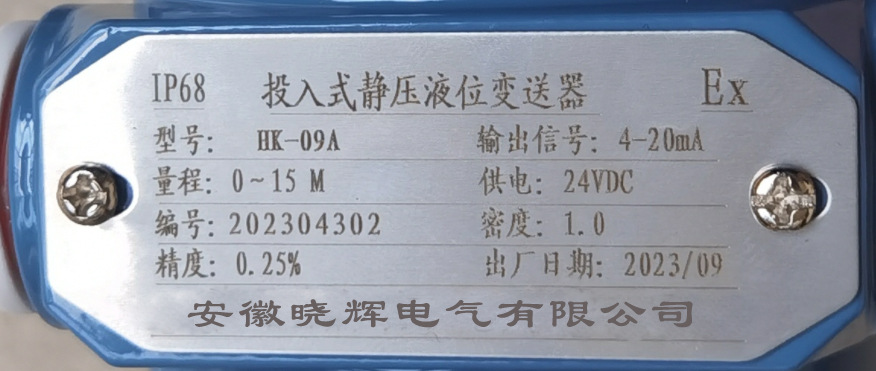 IP68 投入式静压液位变送器 Ex
型号: HK-09A 输出信号: 4-20mA
量程: 0~15 M 供电: 24VDC
编号: 202304302 密度: 1.0
精度: 0.25% 出厂日期: 2023/09
安徽晓辉电气有限公司